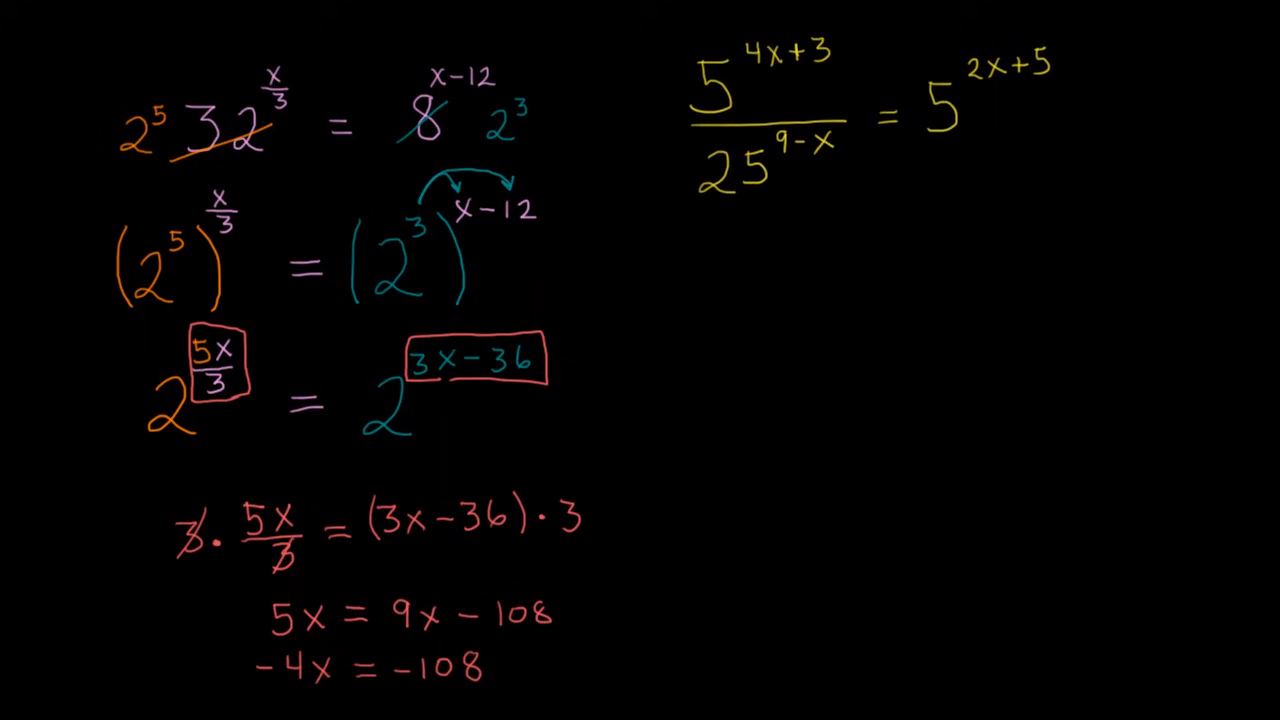 2^5 32^(x/3) = 8^(x-12) 2^3
(2^5)^(x/3) = (2^3)^(x-12)
2^(5x/3) = 2^(3x-36)
3 · 5x/3 = (3x-36) · 3
5x = 9x - 108
-4x = -108
5^(4x+3) / 25^(9-x) = 5^(2x+5)